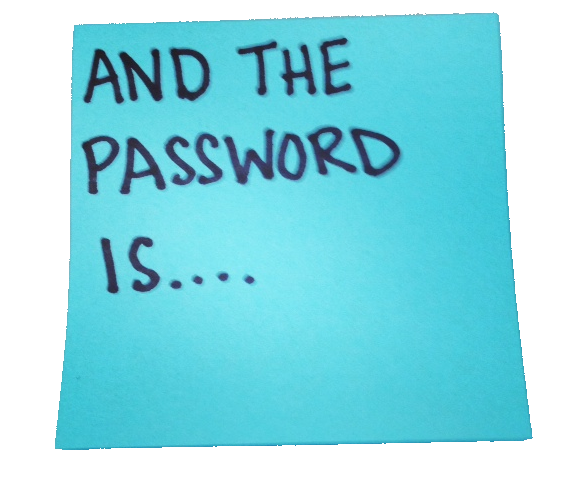 AND THE
PASSWORD
IS....